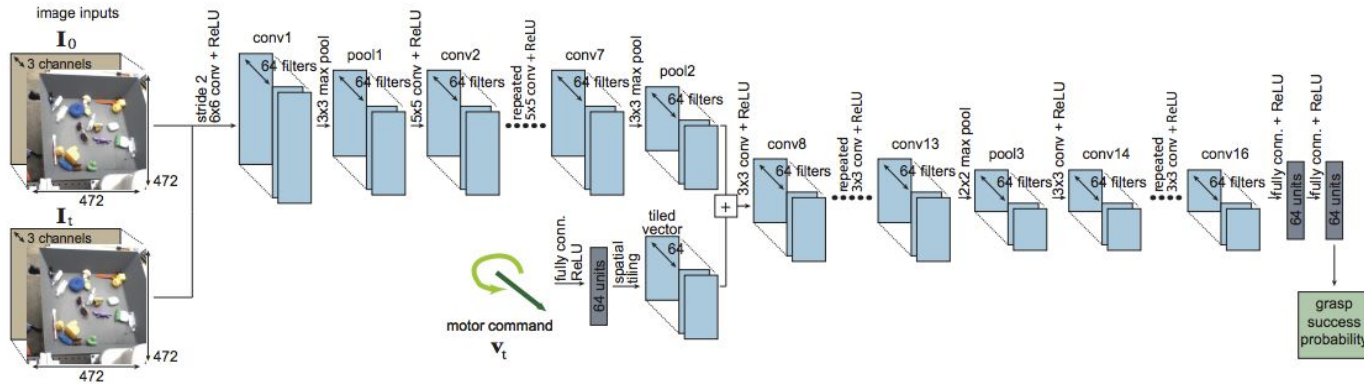 image inputs
I₀
3 channels
472
472
Iₜ
3 channels
472
472
stride 2
6x6 conv + ReLU
conv1
64 filters
3x3 max pool
pool1
64 filters
5x5 conv + ReLU
conv2
64 filters
repeated
5x5 conv + ReLU
conv7
64 filters
3x3 max pool
pool2
64 filters
motor command
vₜ
fully conn.
ReLU
64 units
spatial
tiling
tiled
vector
64
+
3x3 conv + ReLU
conv8
64 filters
repeated
3x3 conv + ReLU
conv13
64 filters
2x2 max pool
pool3
64 filters
3x3 conv + ReLU
conv14
64 filters
repeated
3x3 conv + ReLU
conv16
64 filters
fully conn. + ReLU
64 units
fully conn. + ReLU
64 units
grasp
success
probability